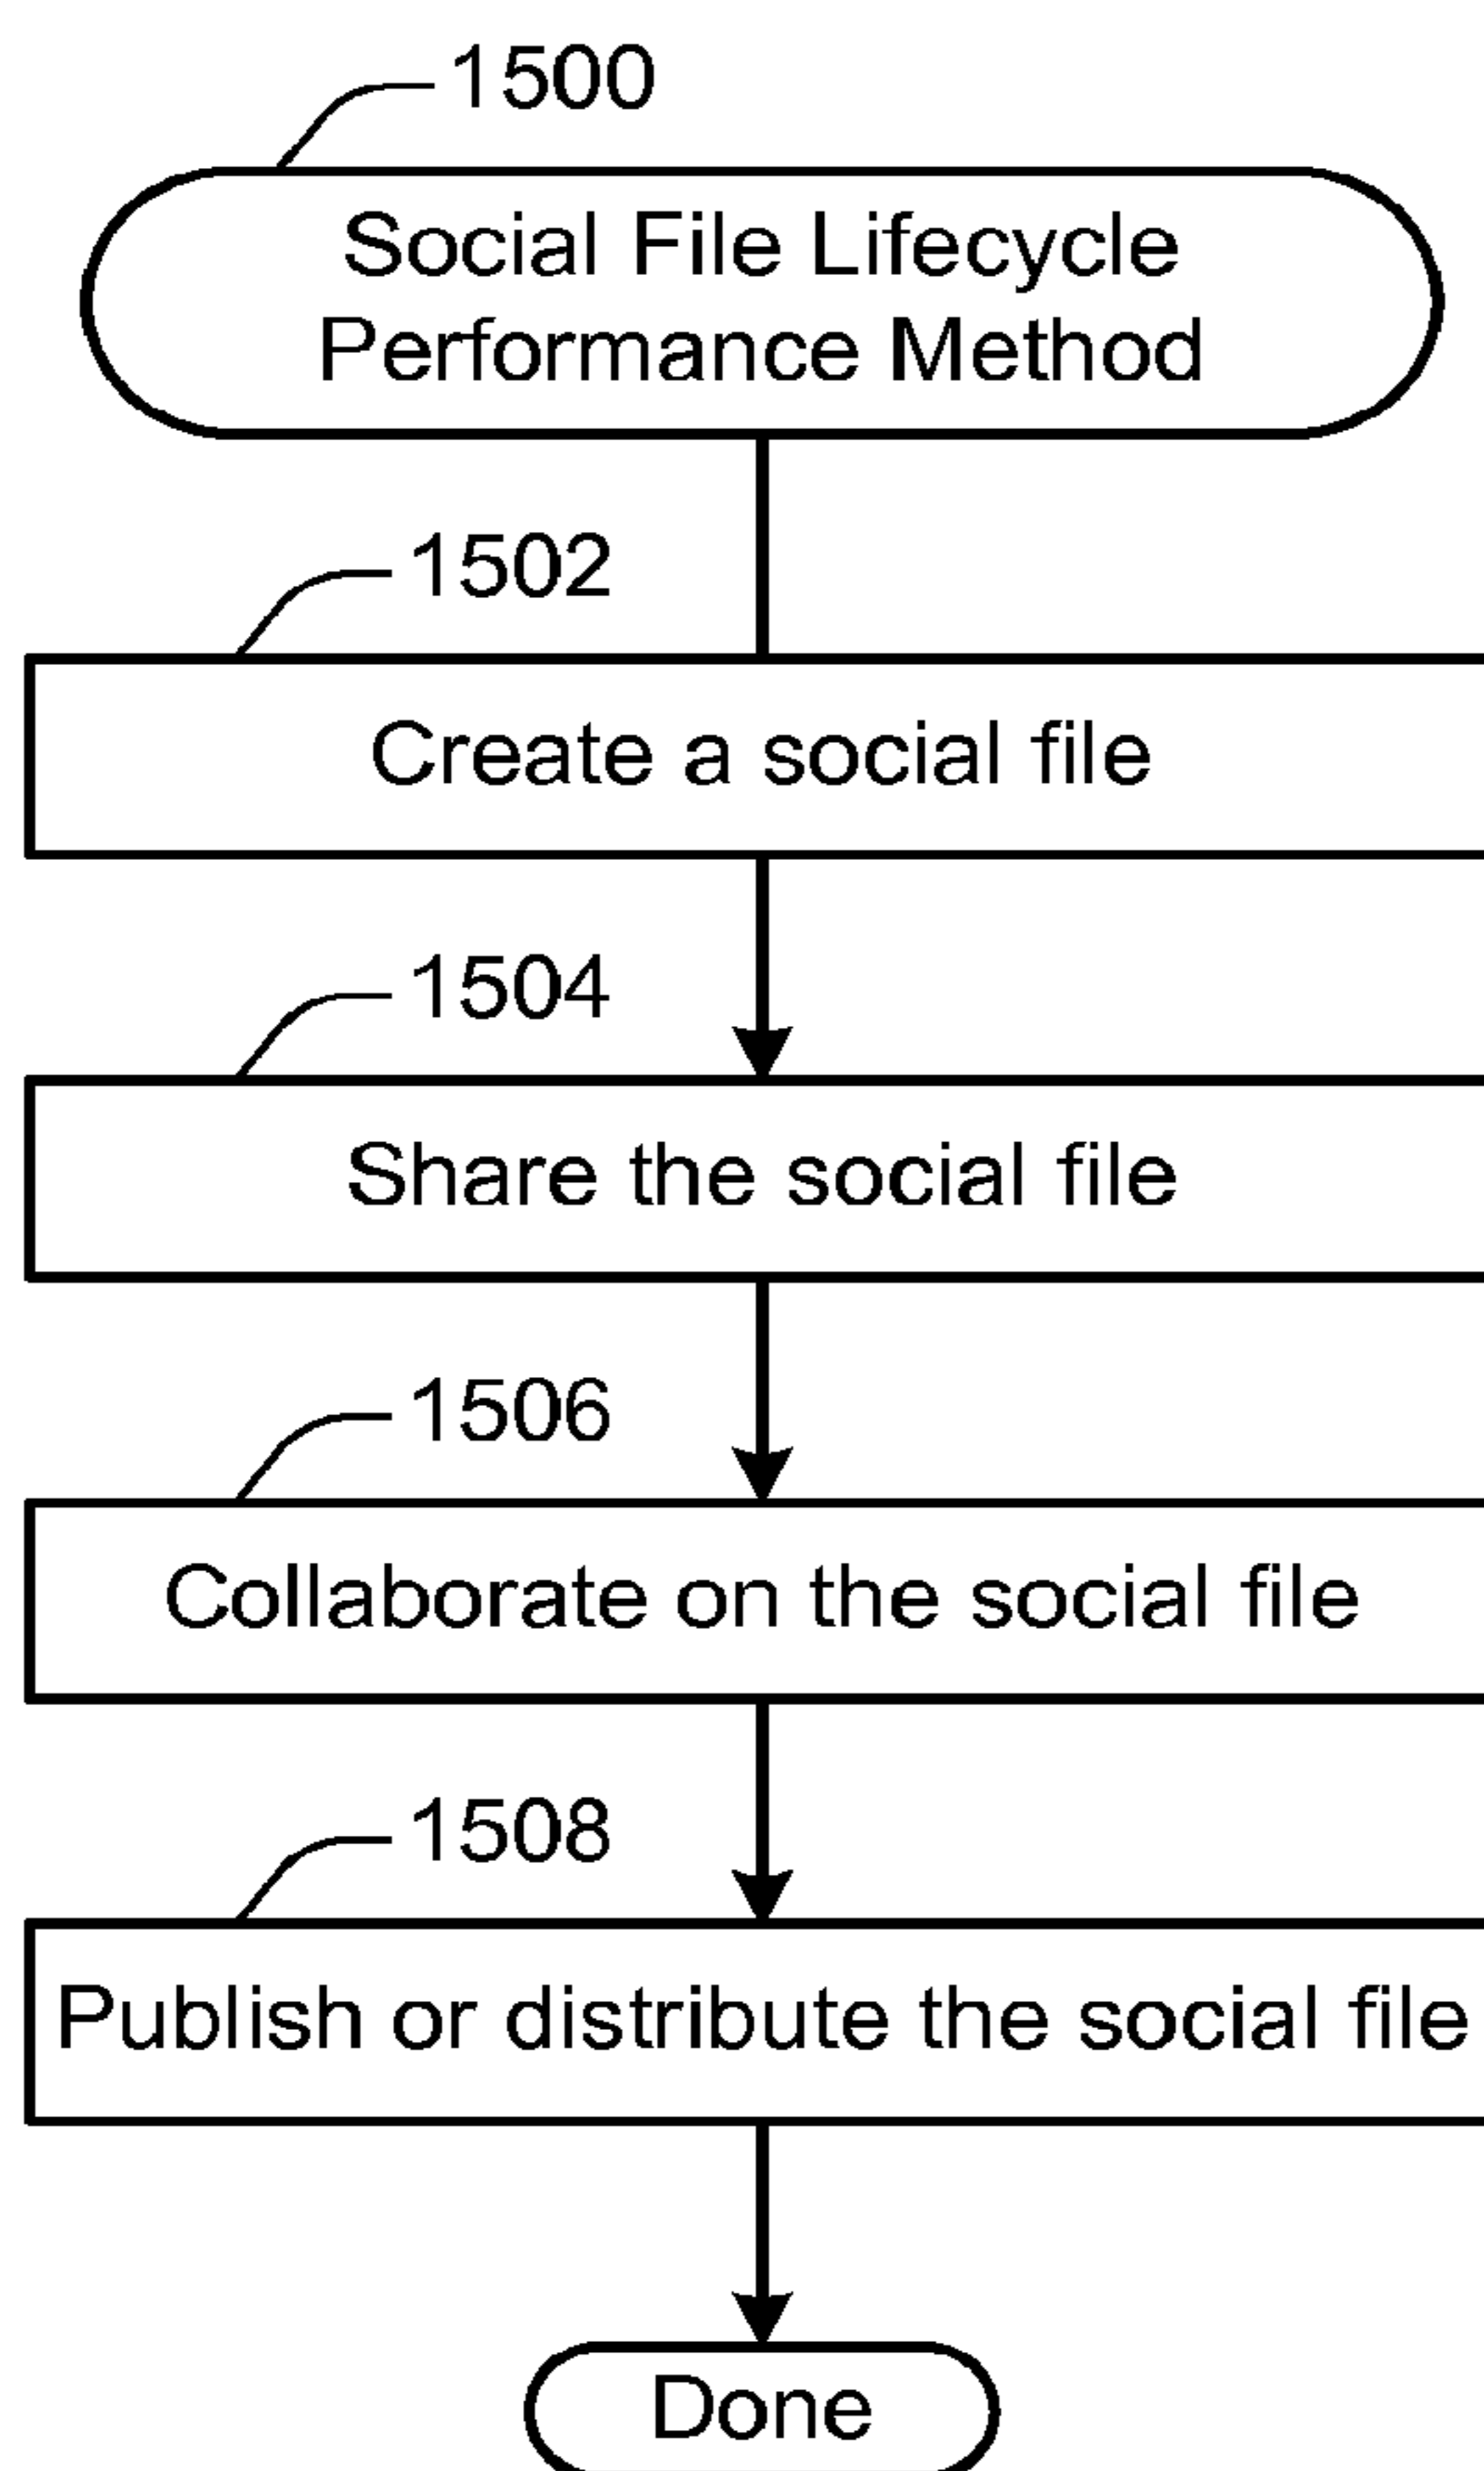 1500
Social File Lifecycle
Performance Method
1502
Create a social file
1504
Share the social file
1506
Collaborate on the social file
1508
Publish or distribute the social file
Done